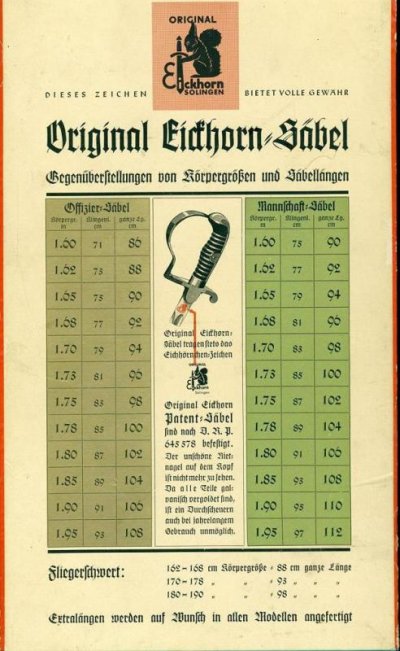 ORIGINAL
Eickhorn
SOLINGEN
DIESES ZEICHEN BIETET VOLLE GEWÄHR
Original Eickhorn-Säbel
Gegenüberstellungen von Körpergrößen und Säbellängen
Offizier-Säbel
Körpergr. m Klingenl. cm ganze Lg. cm
1.60 71 86
1.62 73 88
1.65 75 90
1.68 77 92
1.70 79 94
1.73 81 96
1.75 83 98
1.78 85 100
1.80 87 102
1.85 89 104
1.90 91 106
1.95 93 108
Original Eickhorn-
Säbel tragen stets das
Eichhörnchen-Zeichen
ORIGINAL
Eickhorn
Solingen
Original Eickhorn
Patent-Säbel
sind nach D. R. P.
643578 befestigt.
Der unschöne Niet-
nagel auf dem Kopf
ist nicht mehr zu sehen.
Da alle Teile gal-
vanisch vergoldet sind,
ist ein Durchscheuern
auch bei jahrelangem
Gebrauch unmöglich.
Mannschaft-Säbel
Körpergr. m Klingenl. cm ganze Lg. cm
1.60 75 90
1.62 77 92
1.65 79 94
1.68 81 96
1.70 83 98
1.73 85 100
1.75 87 102
1.78 89 104
1.80 91 106
1.85 93 108
1.90 95 110
1.95 97 112
Fliegerschwert: 162-168 cm Körpergröße = 88 cm ganze Länge
170-178 „ „ = 93 „ „ „
180-190 „ „ = 98 „ „ „
Extralängen werden auf Wunsch in allen Modellen angefertigt